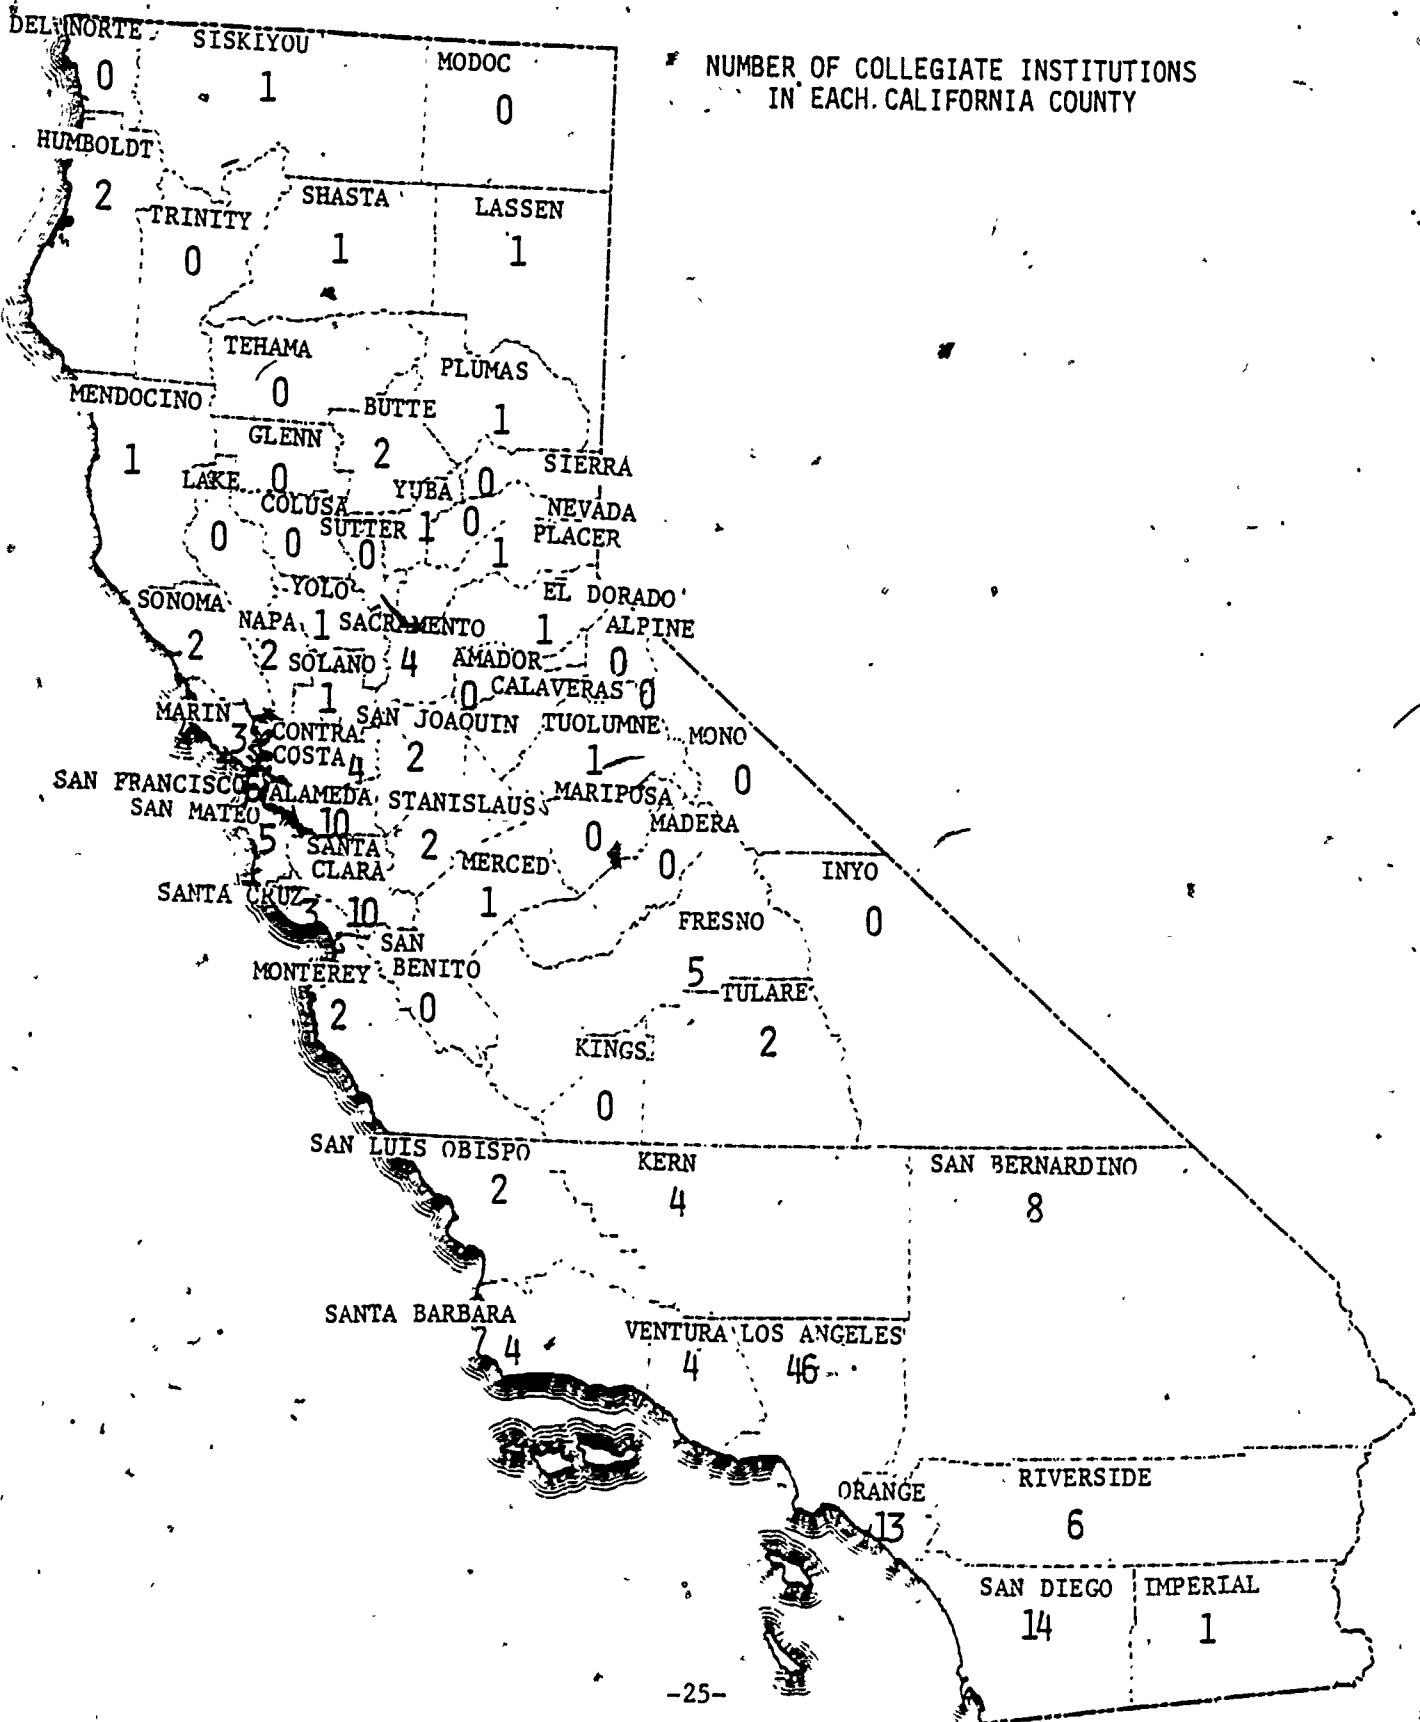 NUMBER OF COLLEGIATE INSTITUTIONS
IN EACH CALIFORNIA COUNTY
DEL NORTE
0
SISKIYOU
1
MODOC
0
HUMBOLDT
2
TRINITY
0
SHASTA
1
LASSEN
1
TEHAMA
0
PLUMAS
1
MENDOCINO
1
GLENN
0
BUTTE
2
LAKE
0
COLUSA
0
SUTTER
0
YUBA
1
SIERRA
0
NEVADA
0
PLACER
1
SONOMA
2
NAPA
2
YOLO
1
SACRAMENTO
4
EL DORADO
1
ALPINE
0
SOLANO
1
AMADOR
0
CALAVERAS
0
MARIN
3
CONTRA
COSTA
4
SAN JOAQUIN
2
TUOLUMNE
1
MONO
0
SAN FRANCISCO
SAN MATEO
5
ALAMEDA
10
STANISLAUS
2
MARIPOSA
0
MADERA
0
SANTA
CLARA
10
MERCED
1
INYO
0
SANTA CRUZ
3
SAN
BENITO
0
FRESNO
5
MONTEREY
2
TULARE
2
KINGS
0
SAN LUIS OBISPO
2
KERN
4
SAN BERNARDINO
8
SANTA BARBARA
4
VENTURA
4
LOS ANGELES
46
ORANGE
13
RIVERSIDE
6
SAN DIEGO
14
IMPERIAL
1
-25-